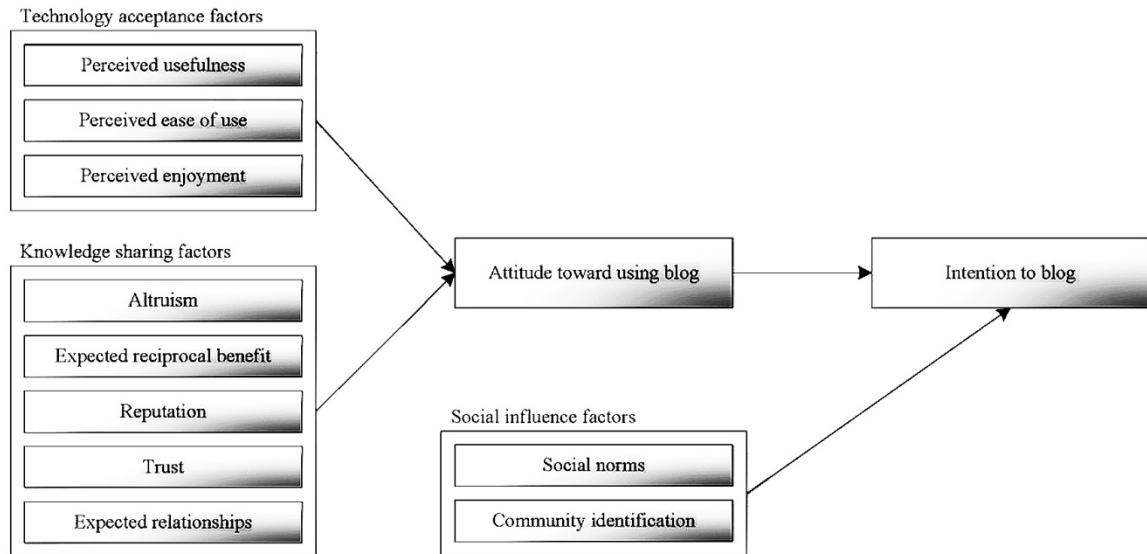 Technology acceptance factors
Perceived usefulness
Perceived ease of use
Perceived enjoyment
Knowledge sharing factors
Altruism
Expected reciprocal benefit
Reputation
Trust
Expected relationships
Attitude toward using blog
Intention to blog
Social influence factors
Social norms
Community identification